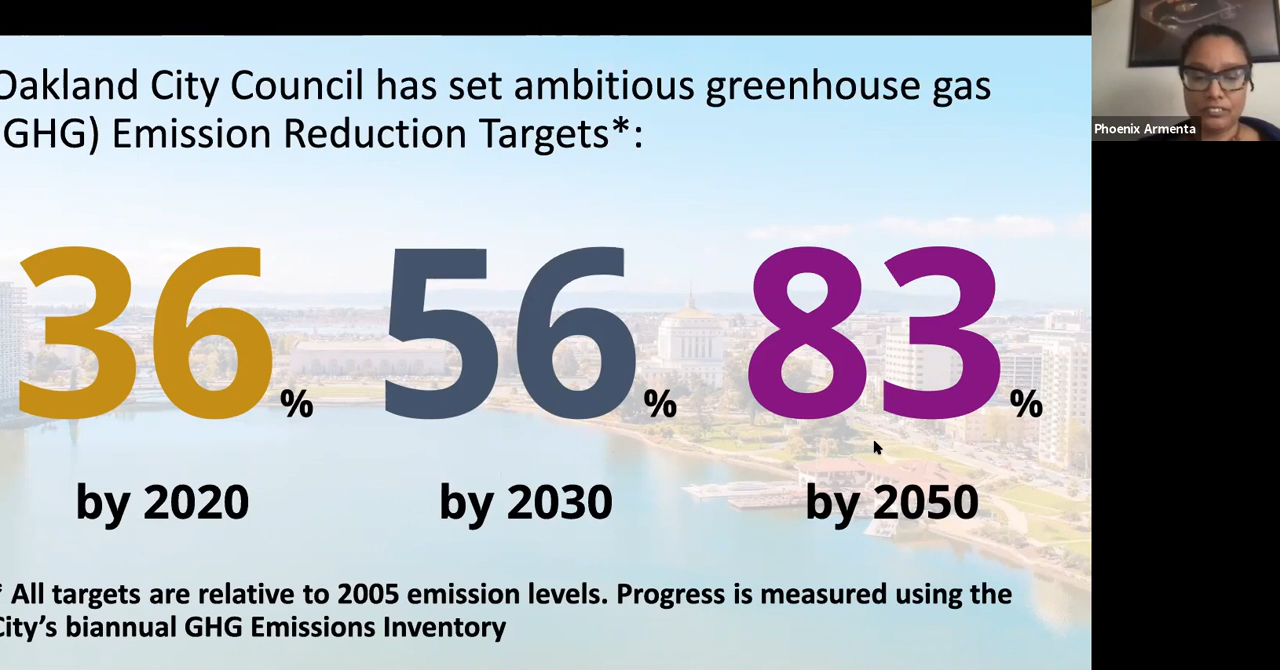 Oakland City Council has set ambitious greenhouse gas
GHG) Emission Reduction Targets*:
36%
56%
83%
by 2020
by 2030
by 2050
* All targets are relative to 2005 emission levels. Progress is measured using the
City's biannual GHG Emissions Inventory
Phoenix Armenta